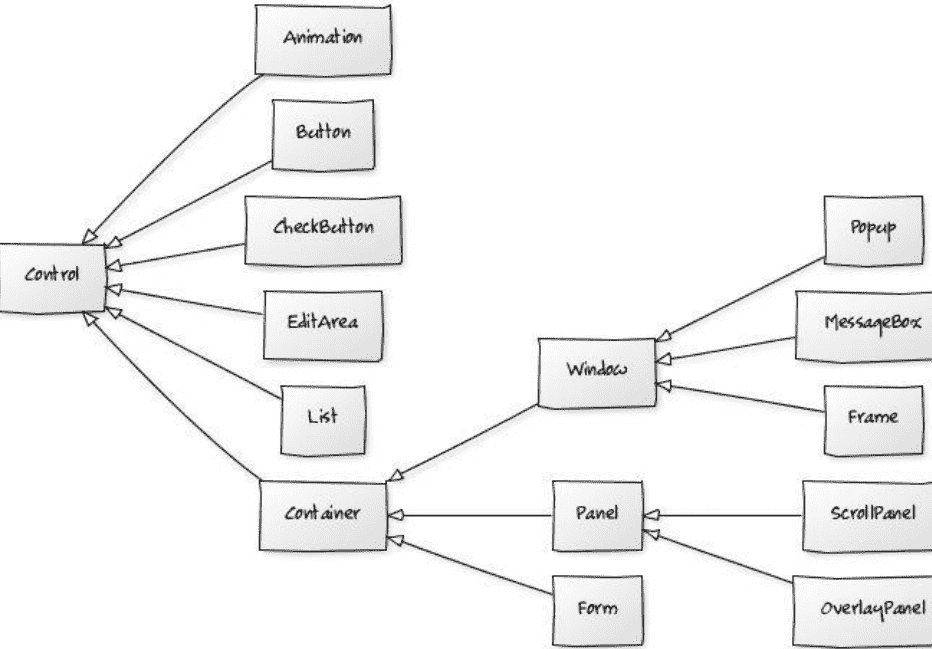 Animation
Button
CheckButton
Popup
Control
EditArea
MessageBox
Window
List
Frame
Container
Panel
ScrollPanel
Form
OverlayPanel